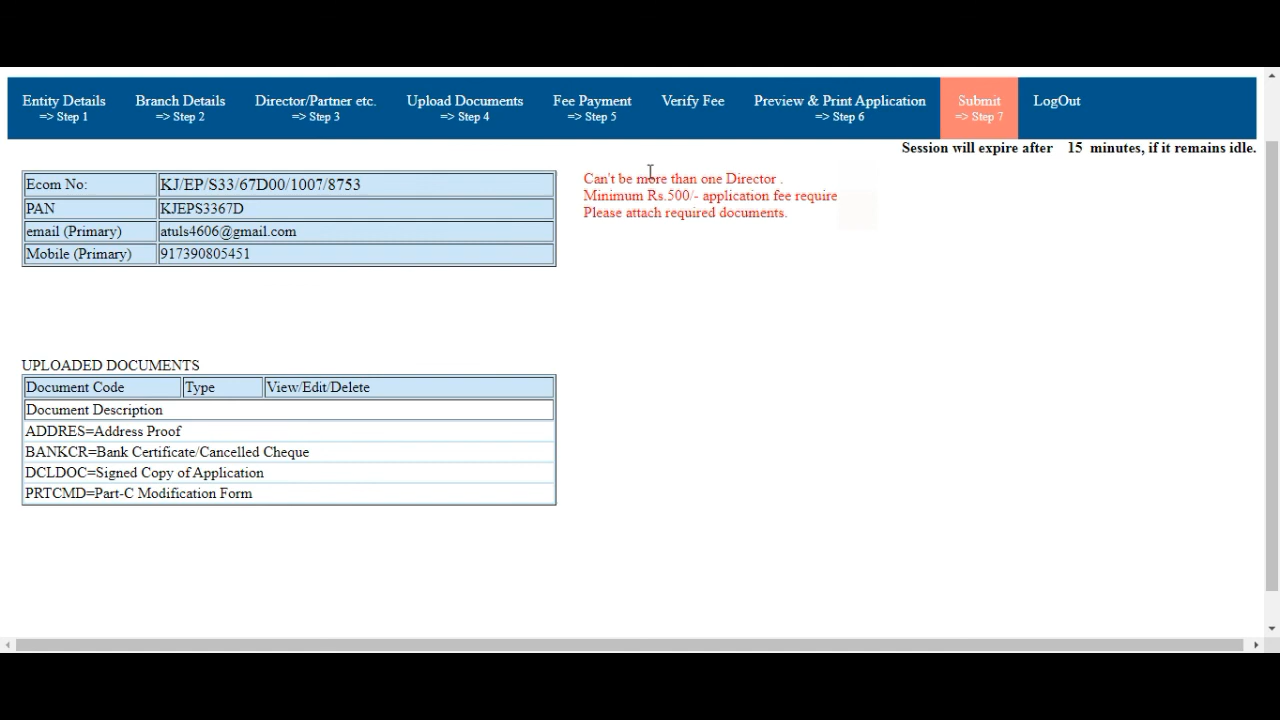 Entity Details Branch Details Director/Partner etc. Upload Documents Fee Payment Verify Fee Preview & Print Application Submit LogOut
=> Step 1 => Step 2 => Step 3 => Step 4 => Step 5 => Step 6 => Step 7
Session will expire after 15 minutes, if it remains idle.
Ecom No: KJ/EP/S33/67D00/1007/8753
PAN KJEPS3367D
email (Primary) atuls4606@gmail.com
Mobile (Primary) 917390805451
Can't be more than one Director .
Minimum Rs.500/- application fee require
Please attach required documents.
UPLOADED DOCUMENTS
Document Code Type View/Edit/Delete
Document Description
ADDRES=Address Proof
BANKCR=Bank Certificate/Cancelled Cheque
DCLDOC=Signed Copy of Application
PRTCMD=Part-C Modification Form